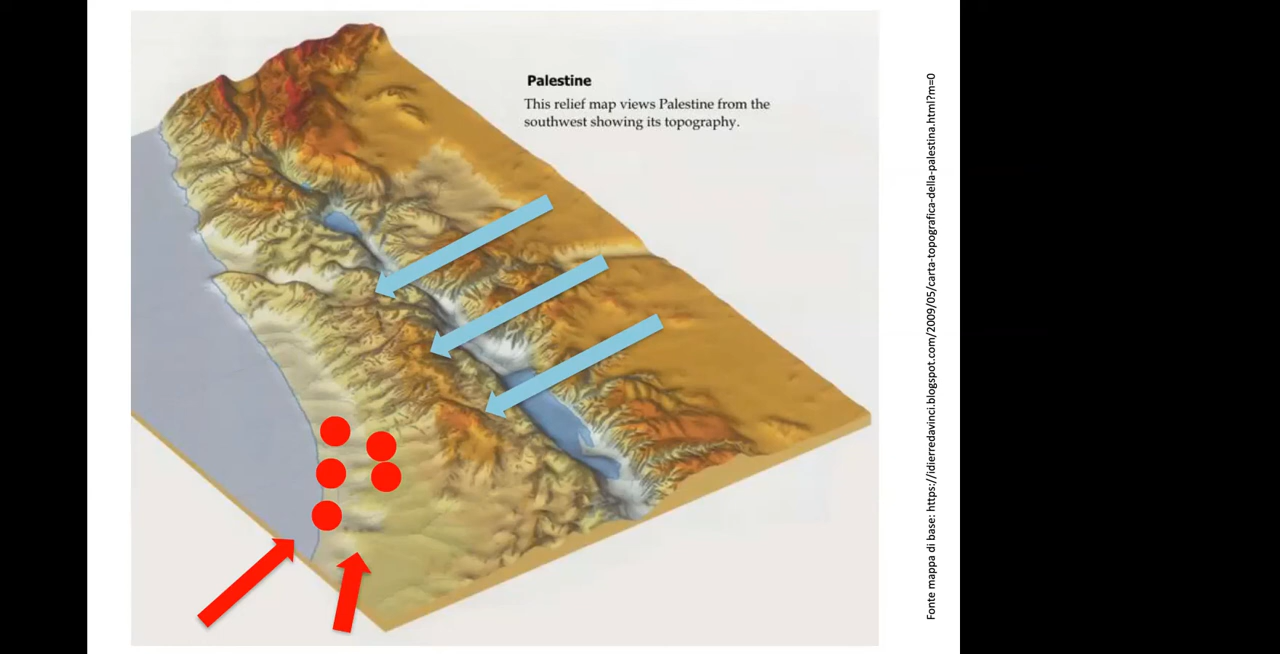 Palestine
This relief map views Palestine from the
southwest showing its topography.
Fonte mappa di base: https://idierredavinci.blogspot.com/2009/05/carta-topografica-della-palestina.html?m=0